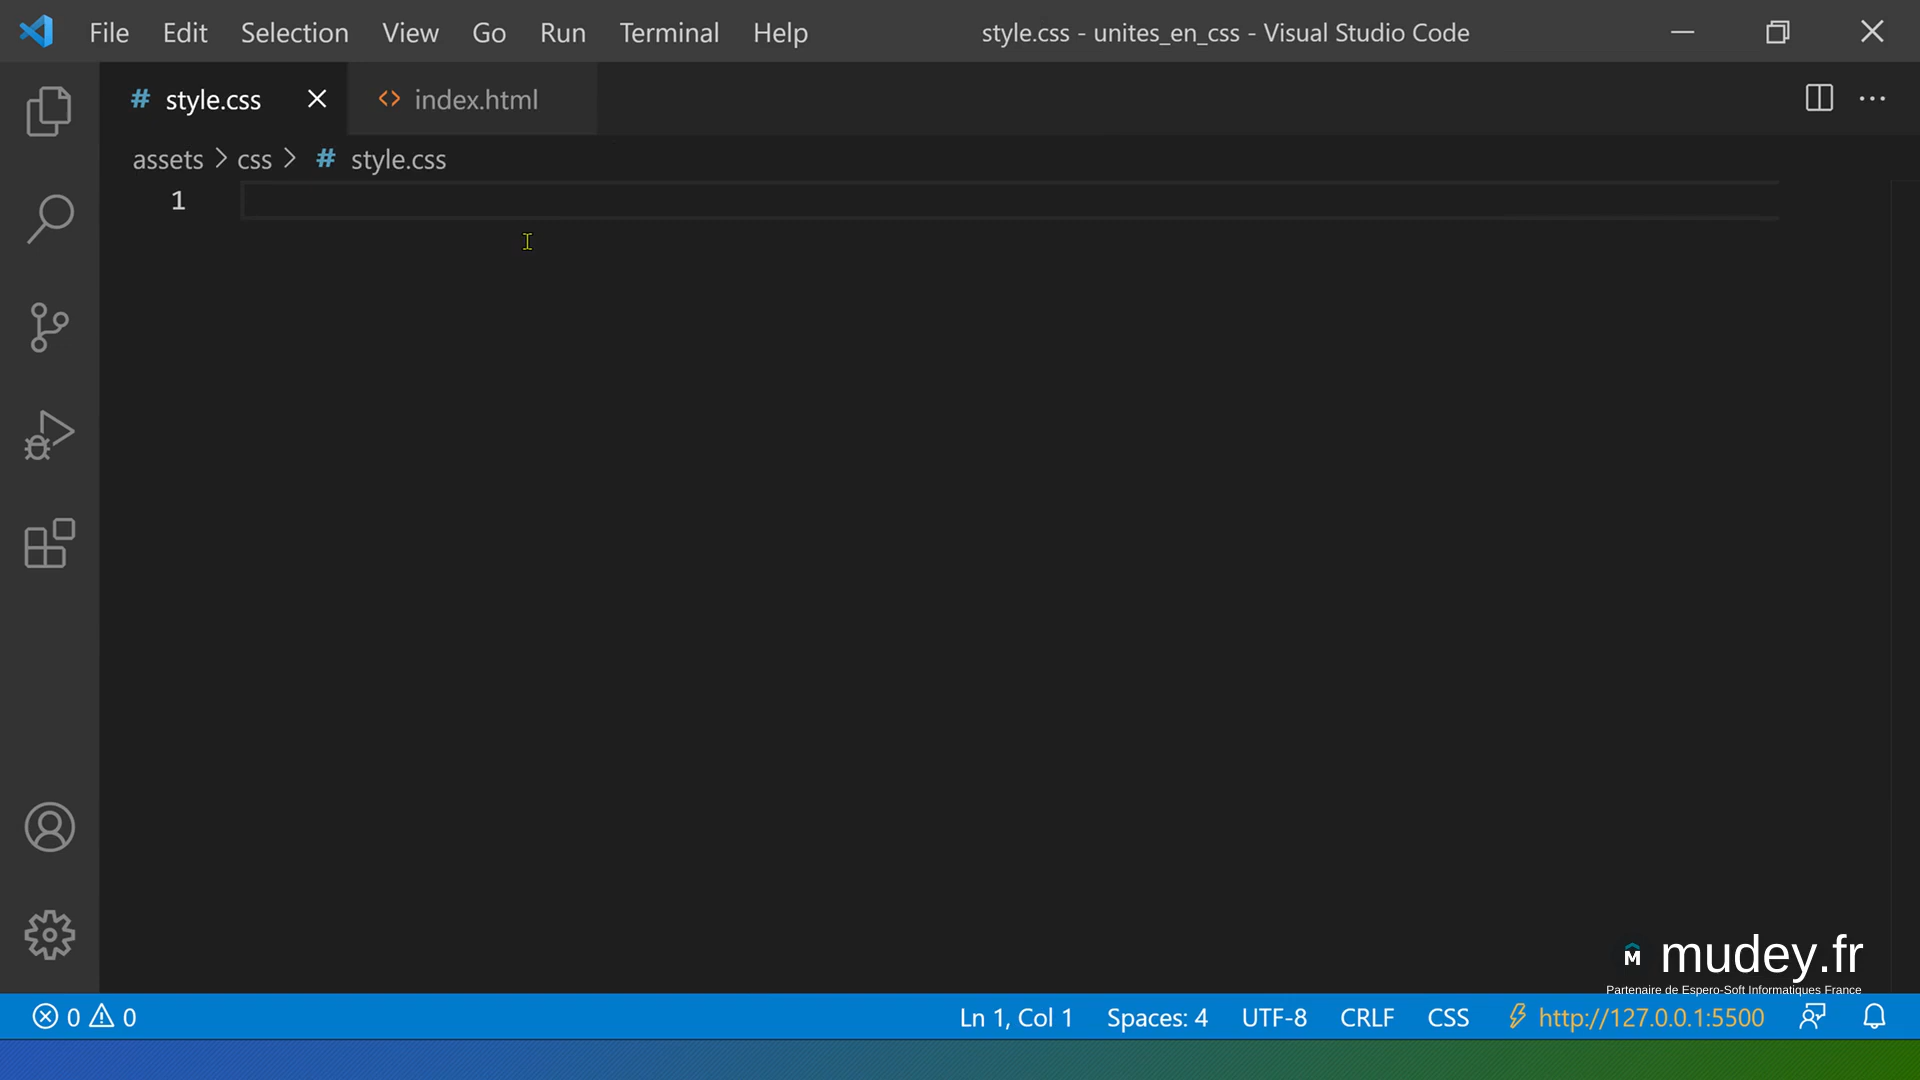 File Edit Selection View Go Run Terminal Help style.css - unites_en_css - Visual Studio Code
# style.css <> index.html
assets > css > # style.css
1
M mudey.fr
Partenaire de Espero-Soft Informatiques France
0 0 Ln 1, Col 1 Spaces: 4 UTF-8 CRLF CSS http://127.0.0.1:5500